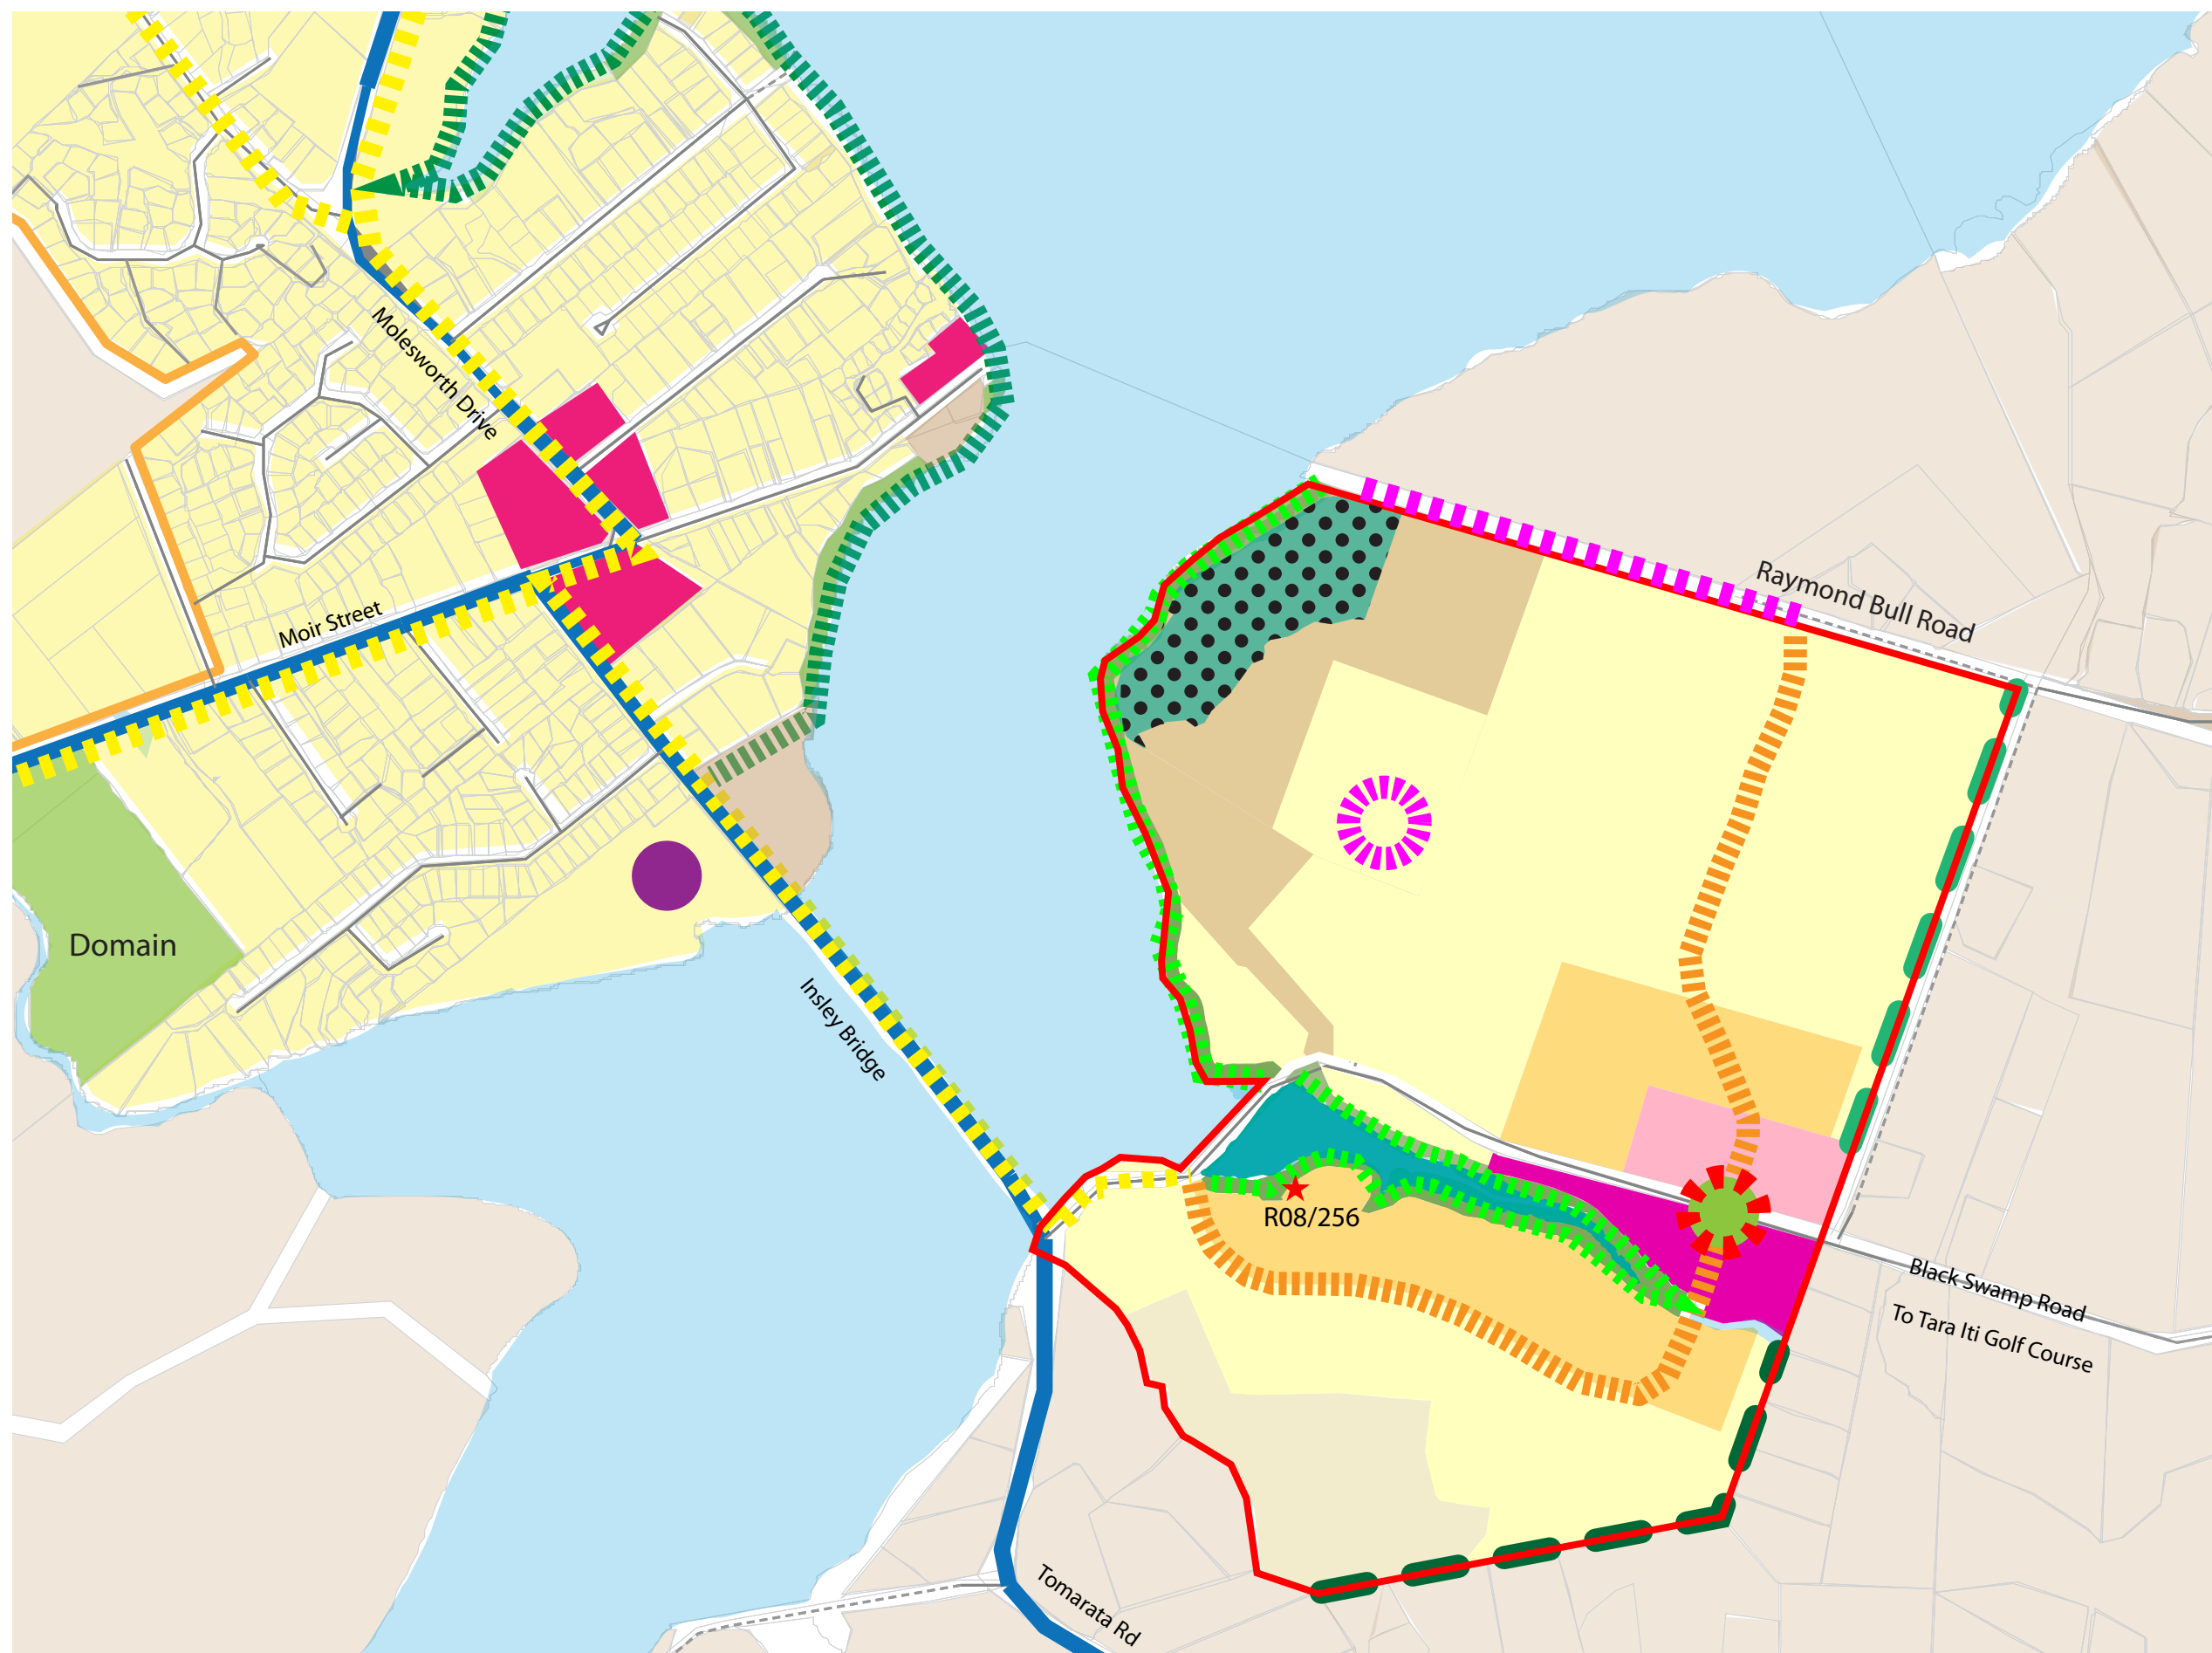 Molesworth Drive
Raymond Bull Road
Moir Street
Domain
Insley Bridge
R08/256
Black Swamp Road
To Tara Iti Golf Course
Tomarata Rd